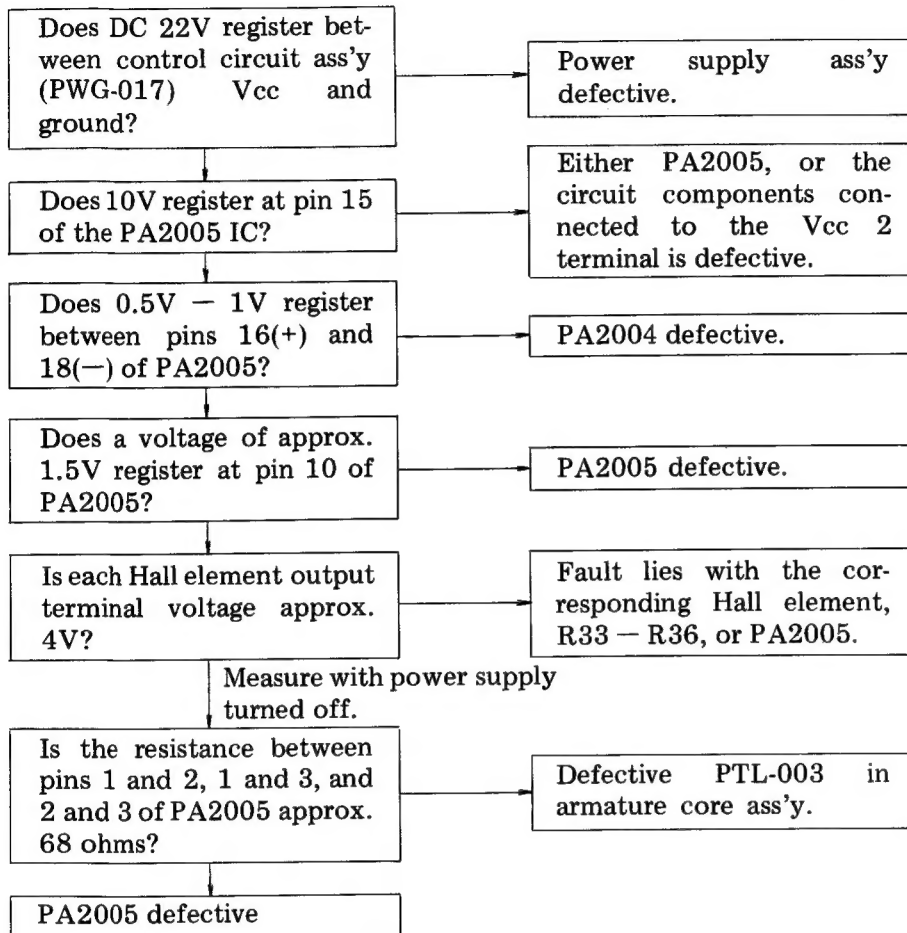 Does DC 22V register bet-
ween control circuit ass'y
(PWG-017) Vcc and
ground?
Power supply ass'y
defective.
Does 10V register at pin 15
of the PA2005 IC?
Either PA2005, or the
circuit components con-
nected to the Vcc 2
terminal is defective.
Does 0.5V — 1V register
between pins 16(+) and
18(—) of PA2005?
PA2004 defective.
Does a voltage of approx.
1.5V register at pin 10 of
PA2005?
PA2005 defective.
Is each Hall element output
terminal voltage approx.
4V?
Fault lies with the cor-
responding Hall element,
R33 — R36, or PA2005.
Measure with power supply
turned off.
Is the resistance between
pins 1 and 2, 1 and 3, and
2 and 3 of PA2005 approx.
68 ohms?
Defective PTL-003 in
armature core ass'y.
PA2005 defective